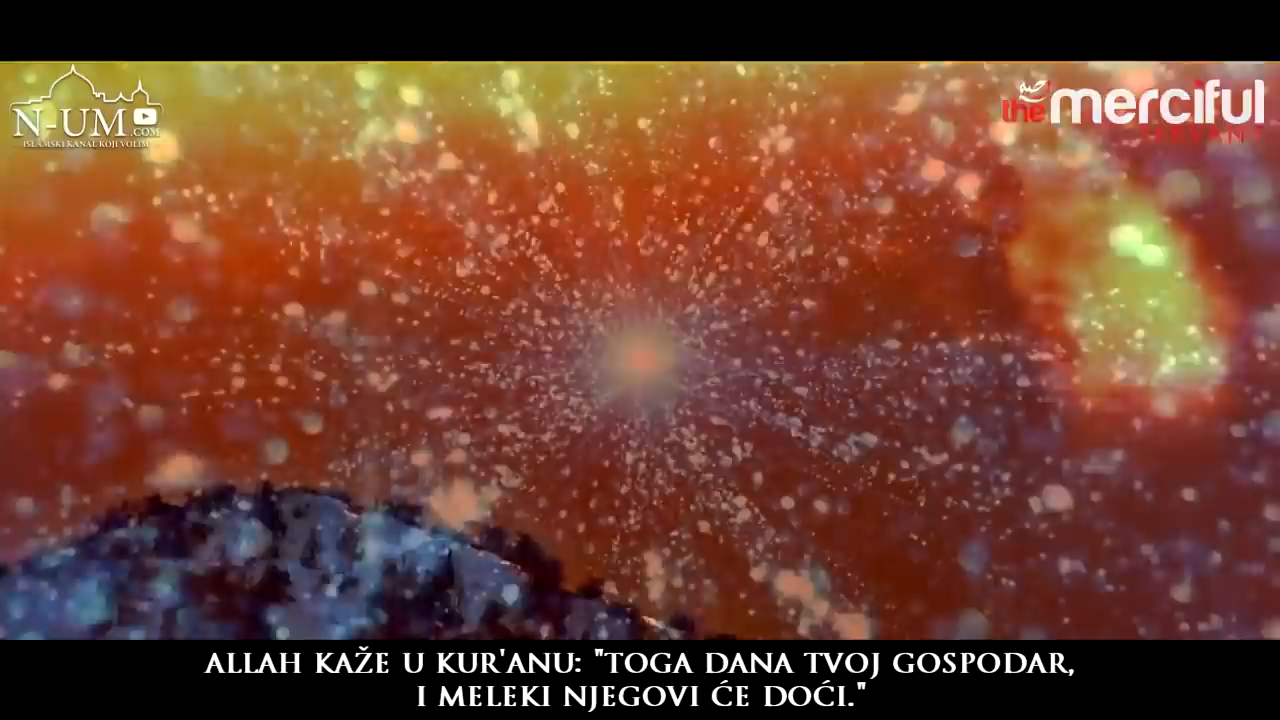 N-UM.COM
ISLAMSKI KANAL KOJI VOLIM
the merciful
SERVANT
ALLAH KAŽE U KUR'ANU: "TOGA DANA TVOJ GOSPODAR,
I MELEKI NJEGOVI ĆE DOĆI."